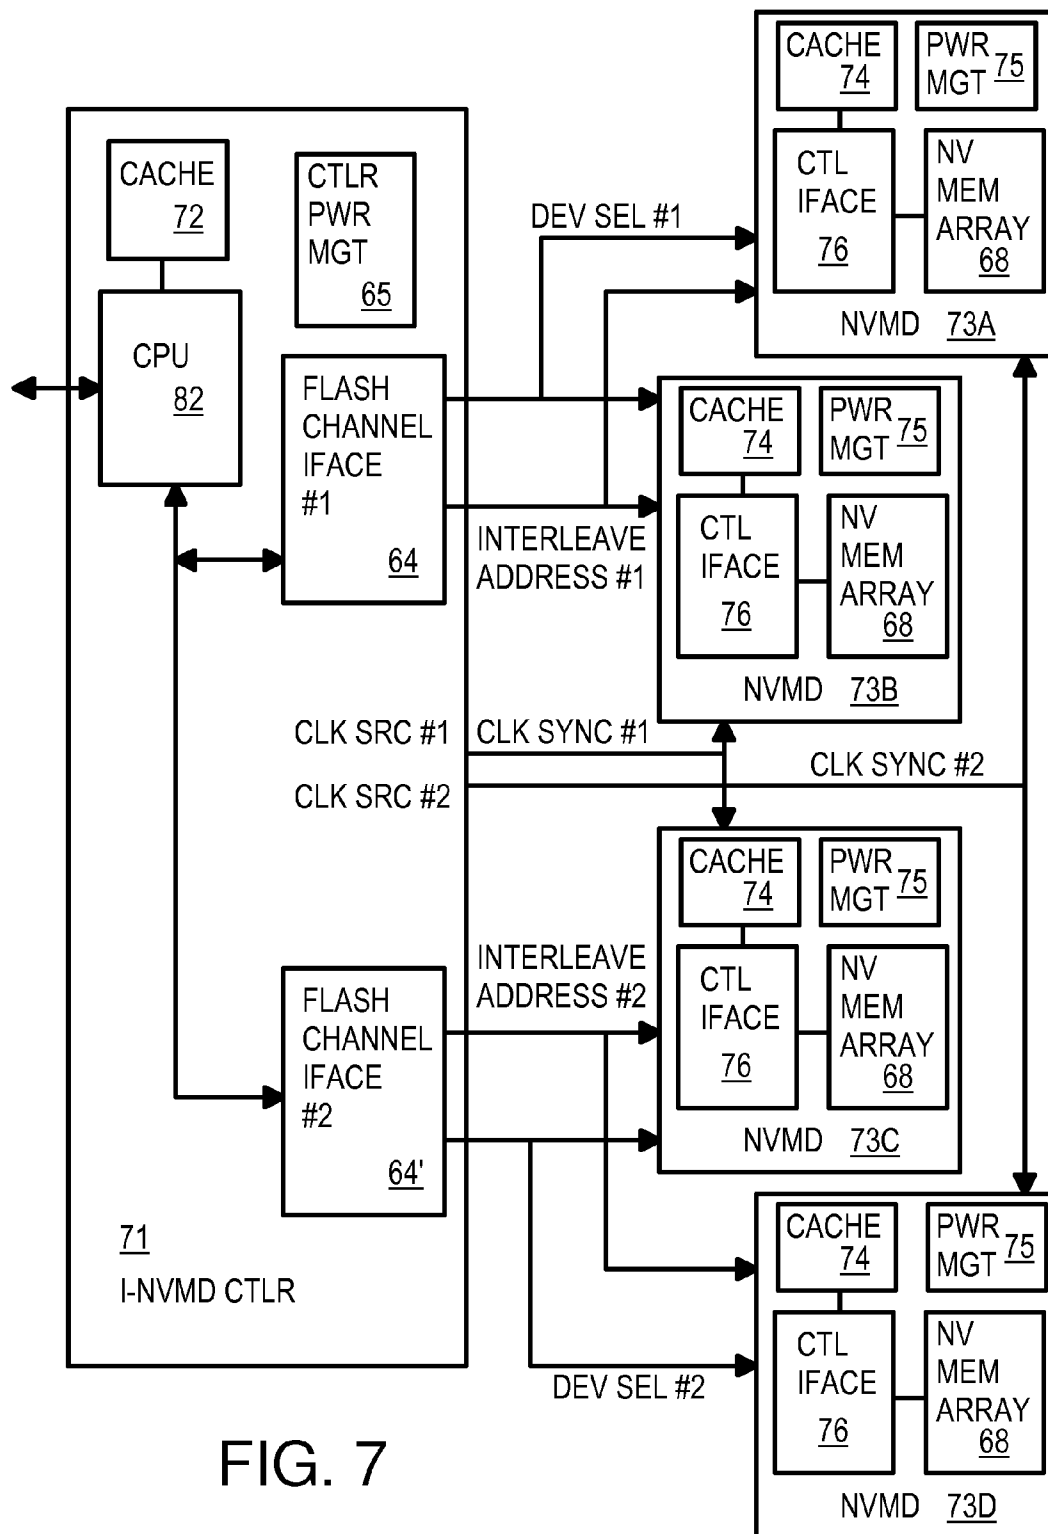 CACHE
72
CTLR
PWR
MGT
65
CPU
82
FLASH
CHANNEL
IFACE
#1
64
FLASH
CHANNEL
IFACE
#2
64'
71
I-NVMD CTLR
DEV SEL #1
INTERLEAVE
ADDRESS #1
CLK SRC #1
CLK SYNC #1
CLK SRC #2
CLK SYNC #2
INTERLEAVE
ADDRESS #2
DEV SEL #2
CACHE
74
PWR
MGT 75
CTL
IFACE
76
NV
MEM
ARRAY
68
NVMD 73A
CACHE
74
PWR
MGT 75
CTL
IFACE
76
NV
MEM
ARRAY
68
NVMD 73B
CACHE
74
PWR
MGT 75
CTL
IFACE
76
NV
MEM
ARRAY
68
NVMD 73C
CACHE
74
PWR
MGT 75
CTL
IFACE
76
NV
MEM
ARRAY
68
NVMD 73D
FIG. 7